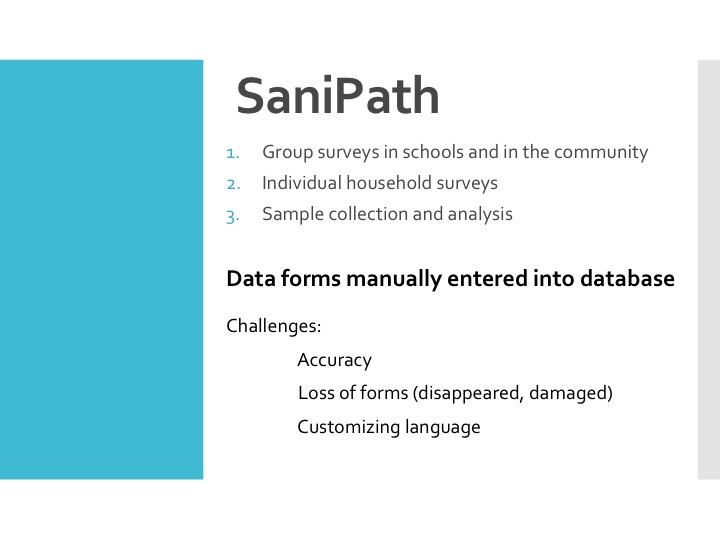 SaniPath
1. Group surveys in schools and in the community
2. Individual household surveys
3. Sample collection and analysis
Data forms manually entered into database
Challenges:
Accuracy
Loss of forms (disappeared, damaged)
Customizing language